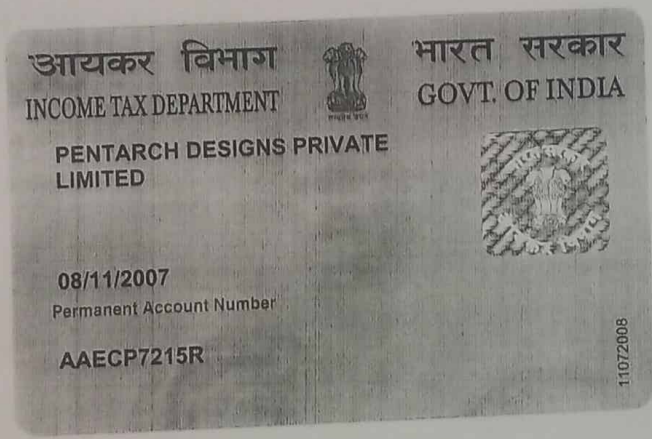 आयकर विभाग
INCOME TAX DEPARTMENT
भारत सरकार
GOVT. OF INDIA
PENTARCH DESIGNS PRIVATE
LIMITED
08/11/2007
Permanent Account Number
AAECP7215R
11072008